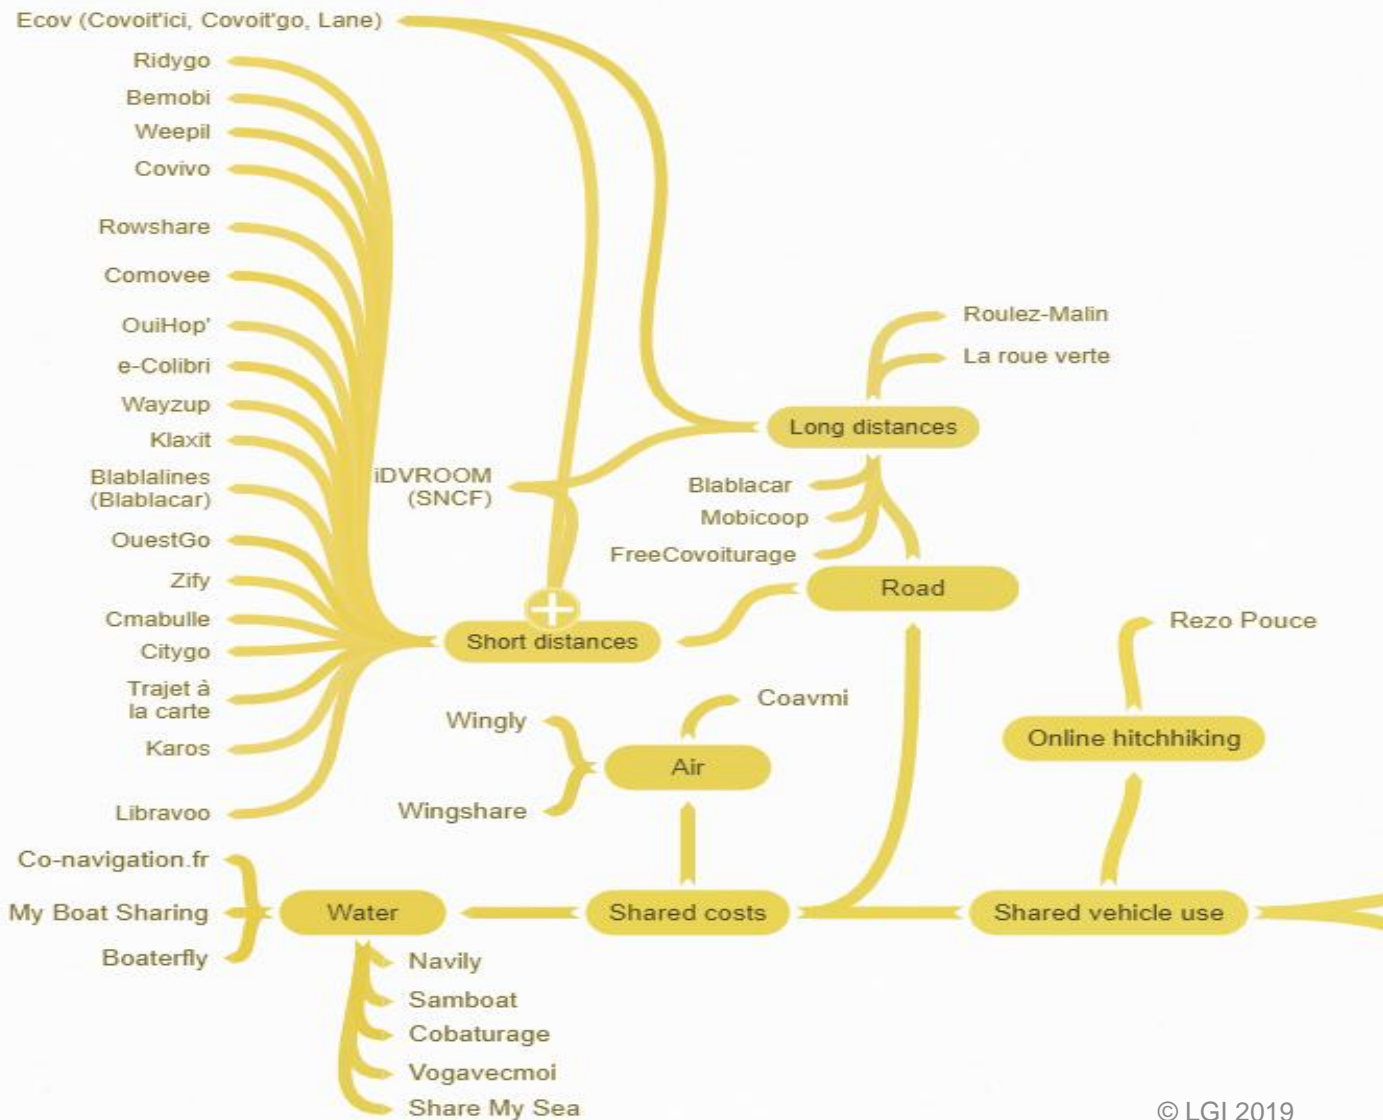 Ecov (Covoit'ici, Covoit'go, Lane)
Ridygo
Bemobi
Weepil
Covivo
Rowshare
Comovee
OuiHop'
e-Colibri
Wayzup
Klaxit
Blablalines
(Blablacar)
OuestGo
Zify
Cmabulle
Citygo
Trajet à
la carte
Karos
Libravoo
iDVROOM
(SNCF)
Short distances
Roulez-Malin
La roue verte
Long distances
Blablacar
Mobicoop
FreeCovoiturage
Road
Rezo Pouce
Online hitchhiking
Coavmi
Wingly
Air
Wingshare
Co-navigation.fr
My Boat Sharing
Boaterfly
Water
Shared costs
Shared vehicle use
Navily
Samboat
Cobaturage
Vogavecmoi
Share My Sea
© LGI 2019